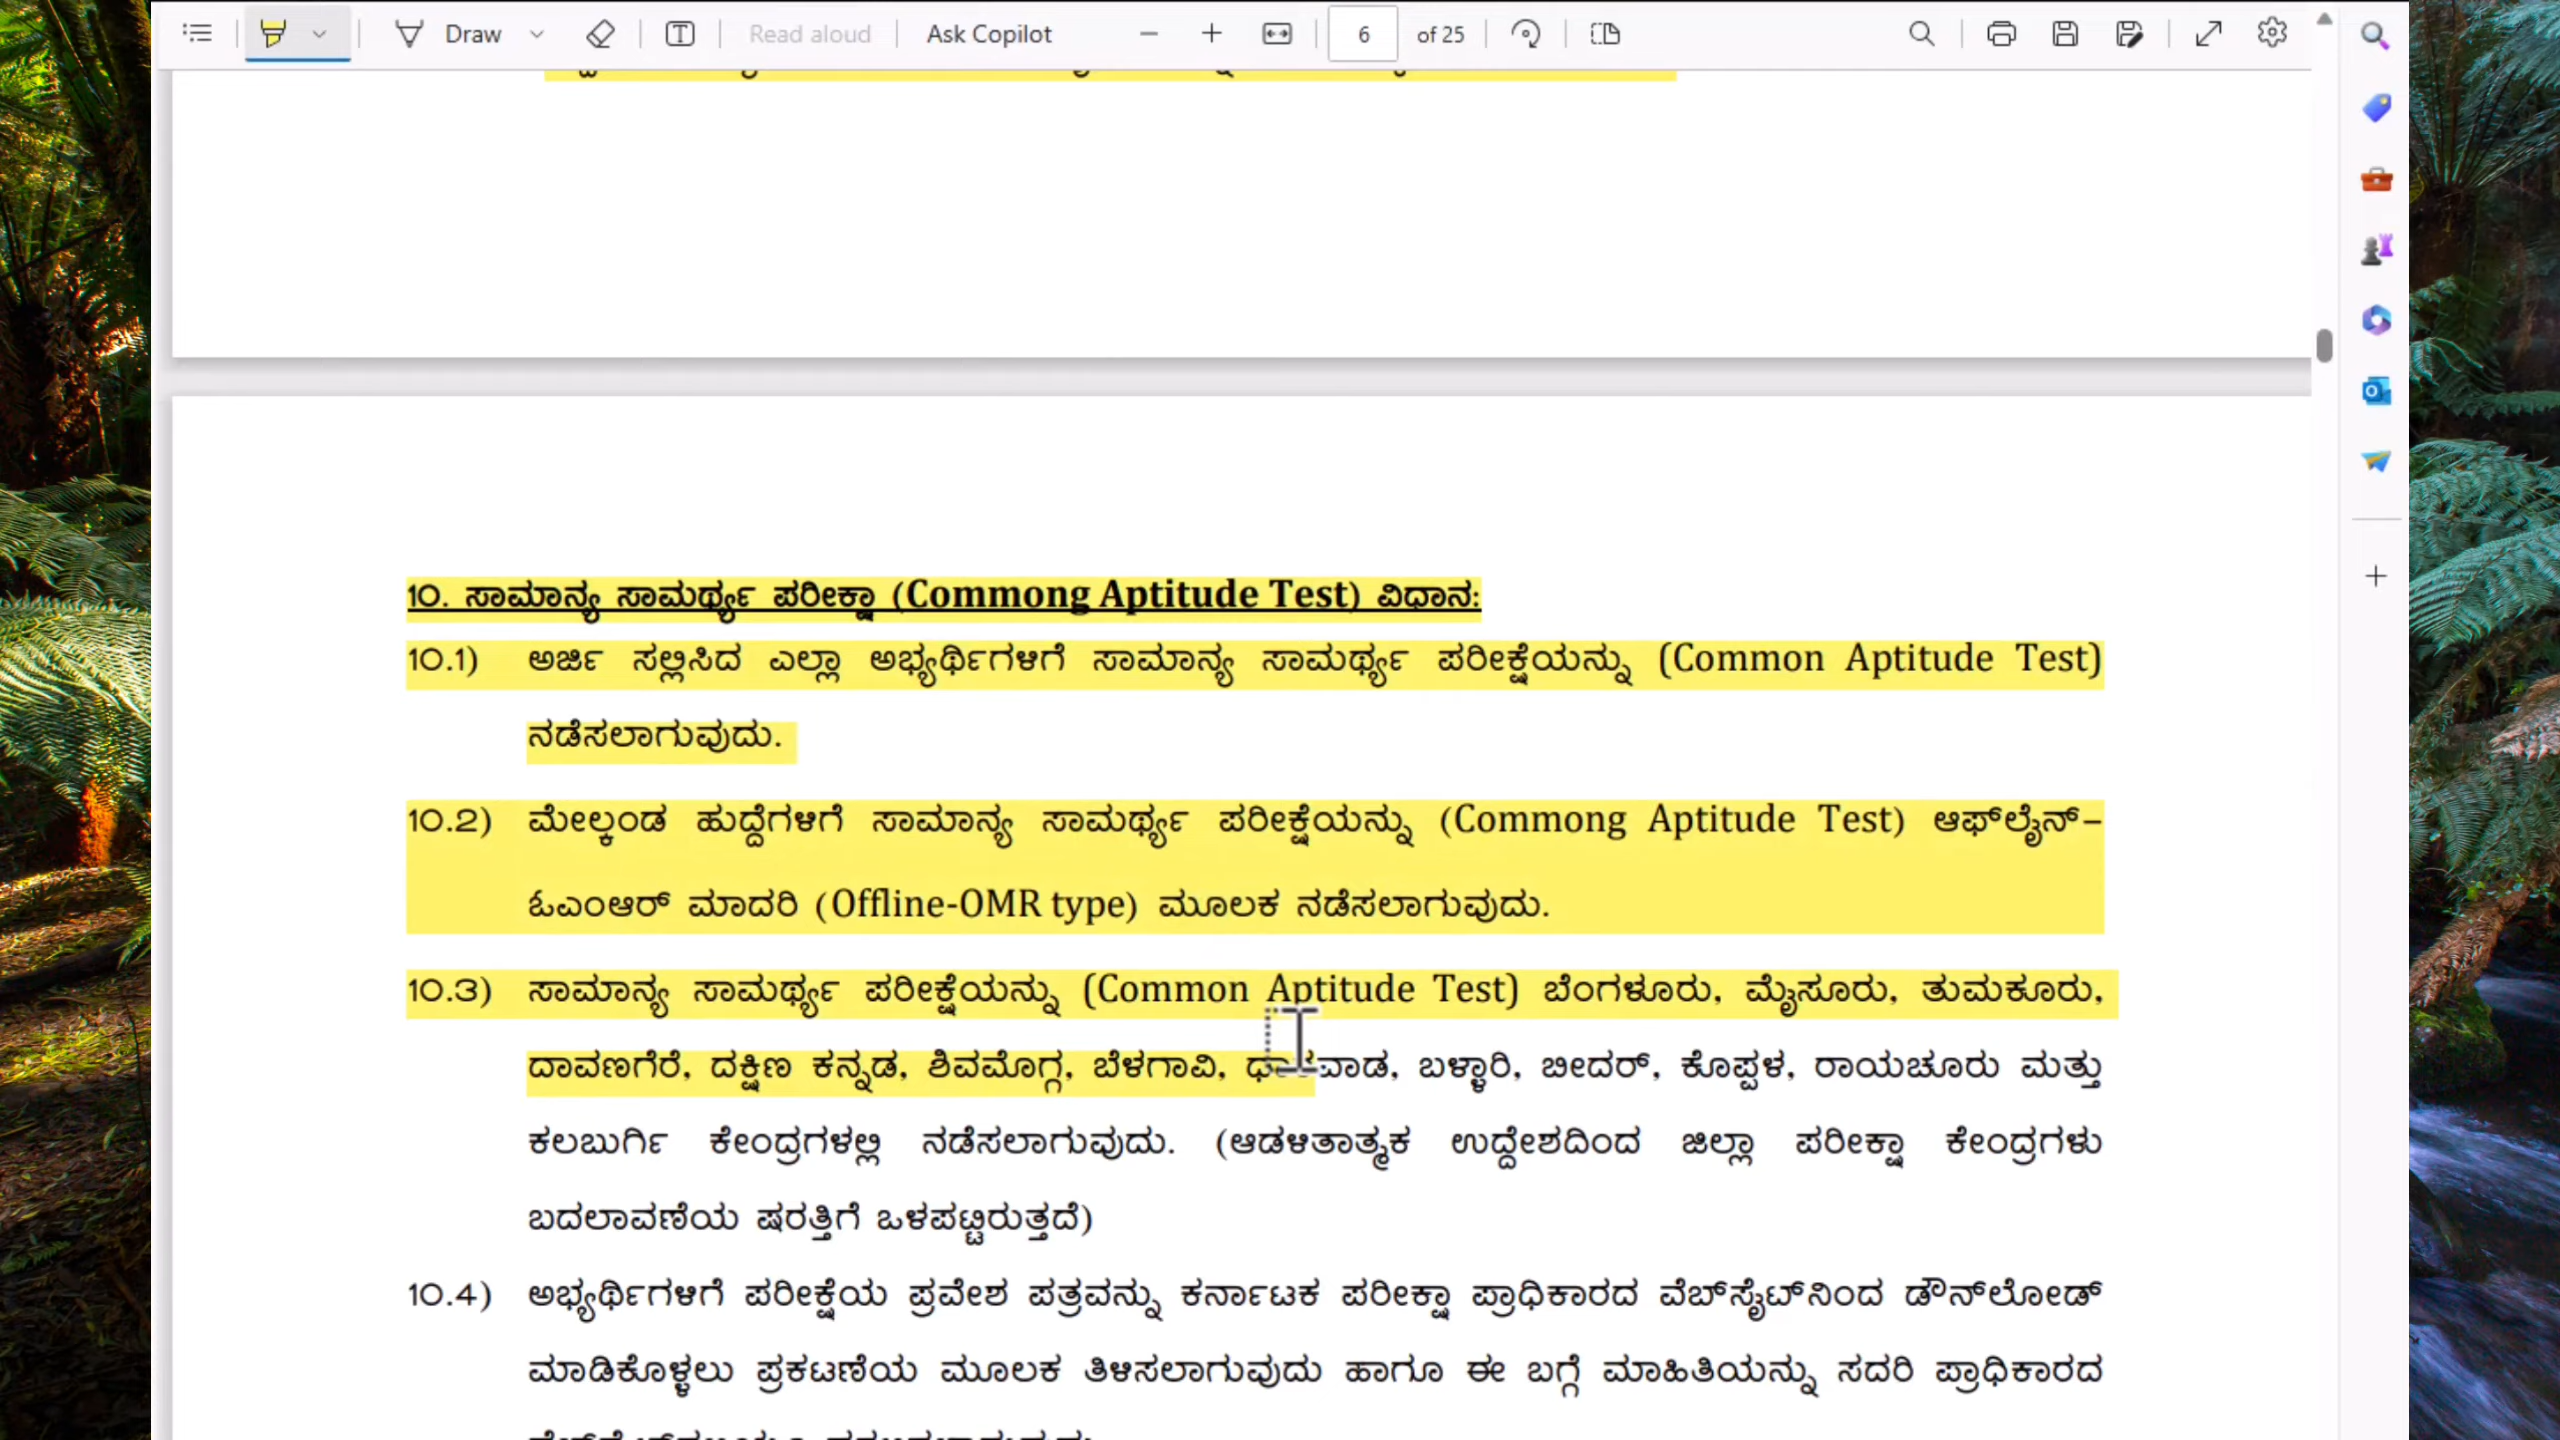 Draw
Read aloud
Ask Copilot
6
of 25
10. ಸಾಮಾನ್ಯ ಸಾಮರ್ಥ್ಯ ಪರೀಕ್ಷಾ (Commong Aptitude Test) ವಿಧಾನ:
10.1) ಅರ್ಜಿ ಸಲ್ಲಿಸಿದ ಎಲ್ಲಾ ಅಭ್ಯರ್ಥಿಗಳಿಗೆ ಸಾಮಾನ್ಯ ಸಾಮರ್ಥ್ಯ ಪರೀಕ್ಷೆಯನ್ನು (Common Aptitude Test)
ನಡೆಸಲಾಗುವುದು.
10.2) ಮೇಲ್ಕಂಡ ಹುದ್ದೆಗಳಿಗೆ ಸಾಮಾನ್ಯ ಸಾಮರ್ಥ್ಯ ಪರೀಕ್ಷೆಯನ್ನು (Commong Aptitude Test) ಆಫ್‌ಲೈನ್–
ಓಎಂಆರ್ ಮಾದರಿ (Offline-OMR type) ಮೂಲಕ ನಡೆಸಲಾಗುವುದು.
10.3) ಸಾಮಾನ್ಯ ಸಾಮರ್ಥ್ಯ ಪರೀಕ್ಷೆಯನ್ನು (Common Aptitude Test) ಬೆಂಗಳೂರು, ಮೈಸೂರು, ತುಮಕೂರು,
ದಾವಣಗೆರೆ, ದಕ್ಷಿಣ ಕನ್ನಡ, ಶಿವಮೊಗ್ಗ, ಬೆಳಗಾವಿ, ಧಾರವಾಡ, ಬಳ್ಳಾರಿ, ಬೀದರ್, ಕೊಪ್ಪಳ, ರಾಯಚೂರು ಮತ್ತು
ಕಲಬುರ್ಗಿ ಕೇಂದ್ರಗಳಲ್ಲಿ ನಡೆಸಲಾಗುವುದು. (ಆಡಳಿತಾತ್ಮಕ ಉದ್ದೇಶದಿಂದ ಜಿಲ್ಲಾ ಪರೀಕ್ಷಾ ಕೇಂದ್ರಗಳು
ಬದಲಾವಣೆಯ ಷರತ್ತಿಗೆ ಒಳಪಟ್ಟಿರುತ್ತದೆ)
10.4) ಅಭ್ಯರ್ಥಿಗಳಿಗೆ ಪರೀಕ್ಷೆಯ ಪ್ರವೇಶ ಪತ್ರವನ್ನು ಕರ್ನಾಟಕ ಪರೀಕ್ಷಾ ಪ್ರಾಧಿಕಾರದ ವೆಬ್‌ಸೈಟ್‌ನಿಂದ ಡೌನ್‌ಲೋಡ್
ಮಾಡಿಕೊಳ್ಳಲು ಪ್ರಕಟಣೆಯ ಮೂಲಕ ತಿಳಿಸಲಾಗುವುದು ಹಾಗೂ ಈ ಬಗ್ಗೆ ಮಾಹಿತಿಯನ್ನು ಸದರಿ ಪ್ರಾಧಿಕಾರದ